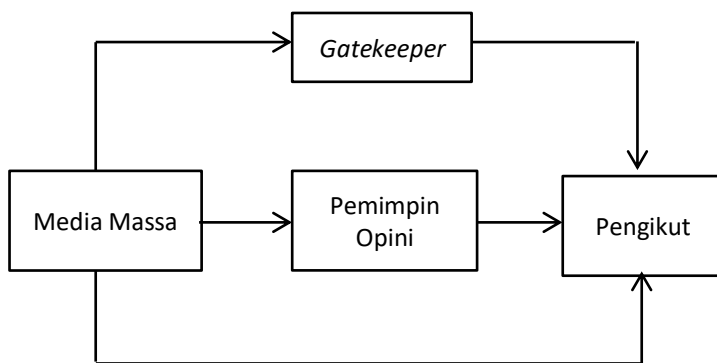 Gatekeeper
Media Massa
Pemimpin
Opini
Pengikut